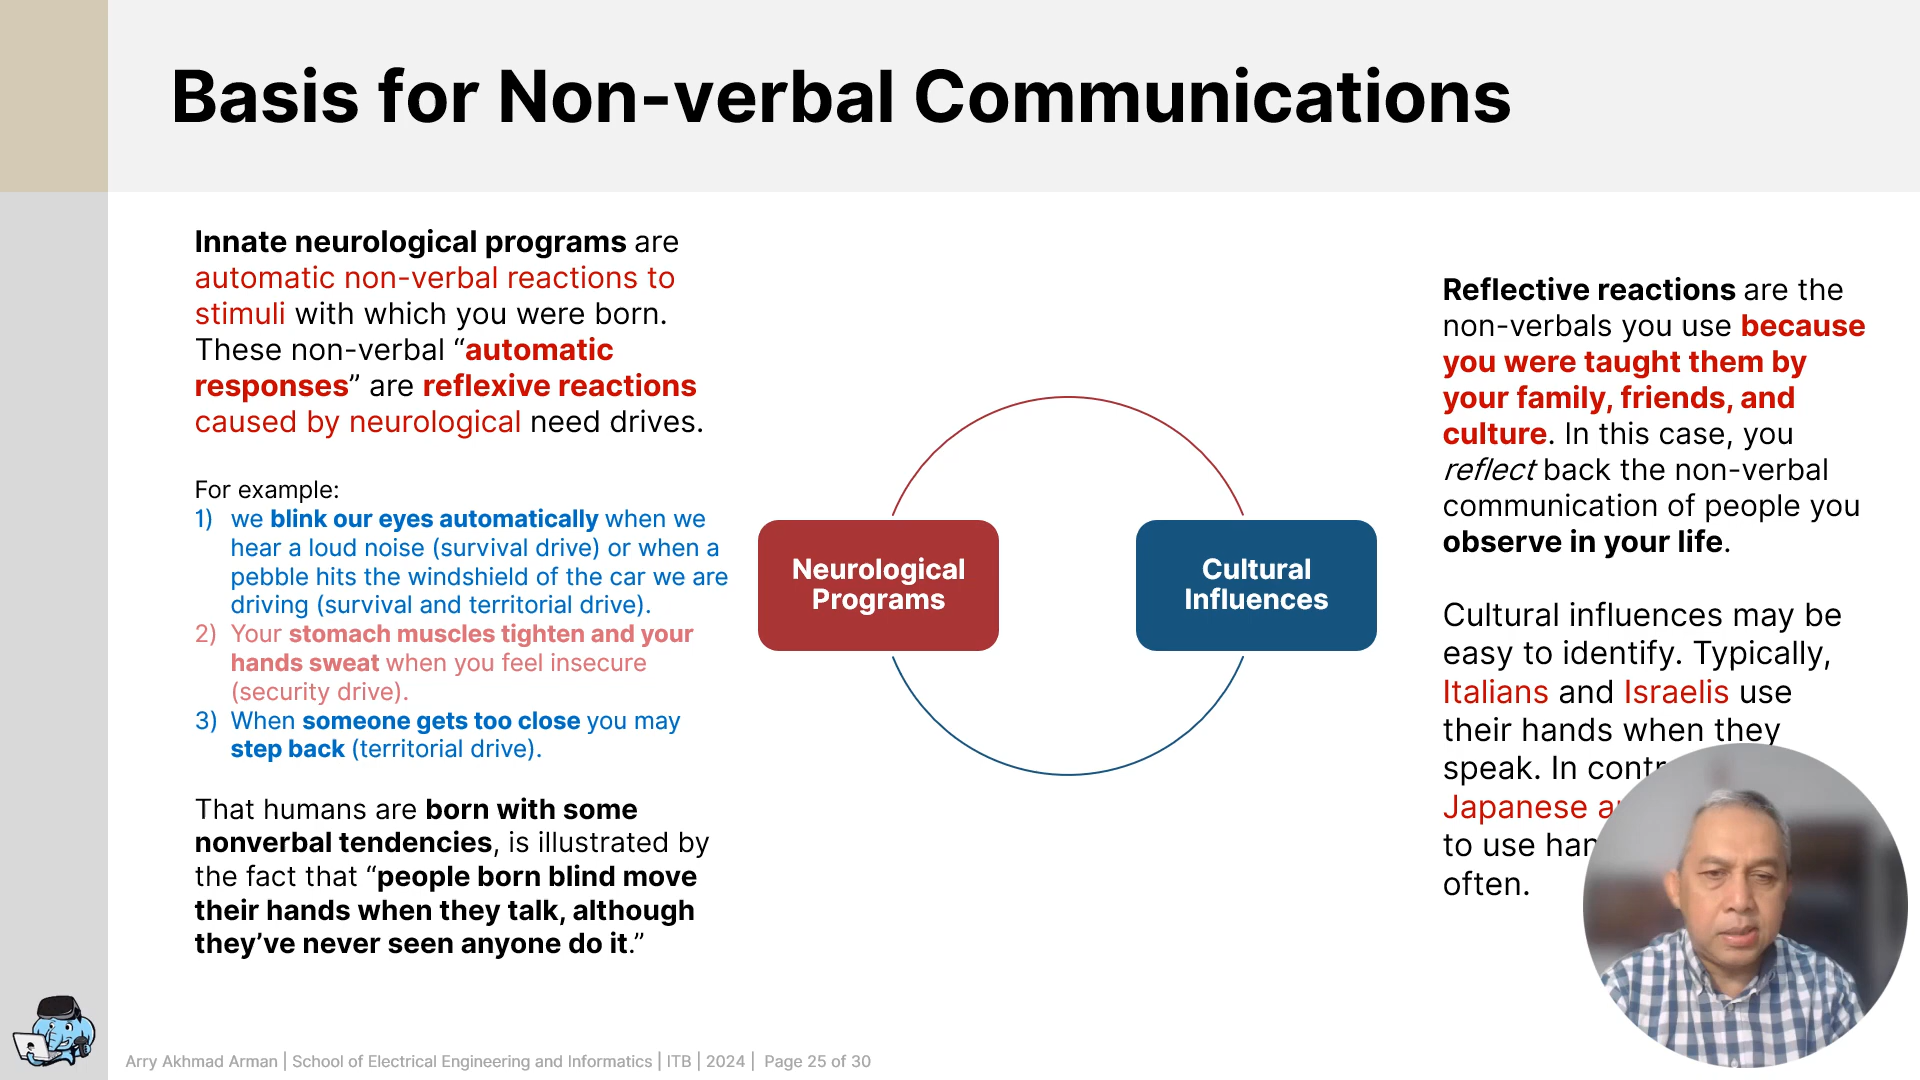 Basis for Non-verbal Communications
Innate neurological programs are
automatic non-verbal reactions to
stimuli with which you were born.
These non-verbal “automatic
responses” are reflexive reactions
caused by neurological need drives.
For example:
1) we blink our eyes automatically when we
hear a loud noise (survival drive) or when a
pebble hits the windshield of the car we are
driving (survival and territorial drive).
2) Your stomach muscles tighten and your
hands sweat when you feel insecure
(security drive).
3) When someone gets too close you may
step back (territorial drive).
That humans are born with some
nonverbal tendencies, is illustrated by
the fact that “people born blind move
their hands when they talk, although
they’ve never seen anyone do it.”
Neurological
Programs
Cultural
Influences
Reflective reactions are the
non-verbals you use because
you were taught them by
your family, friends, and
culture. In this case, you
reflect back the non-verbal
communication of people you
observe in your life.
Cultural influences may be
easy to identify. Typically,
Italians and Israelis use
their hands when they
speak. In
Japanese
to use
often.
Arry Akhmad Arman | School of Electrical Engineering and Informatics | ITB | 2024 | Page 25 of 30